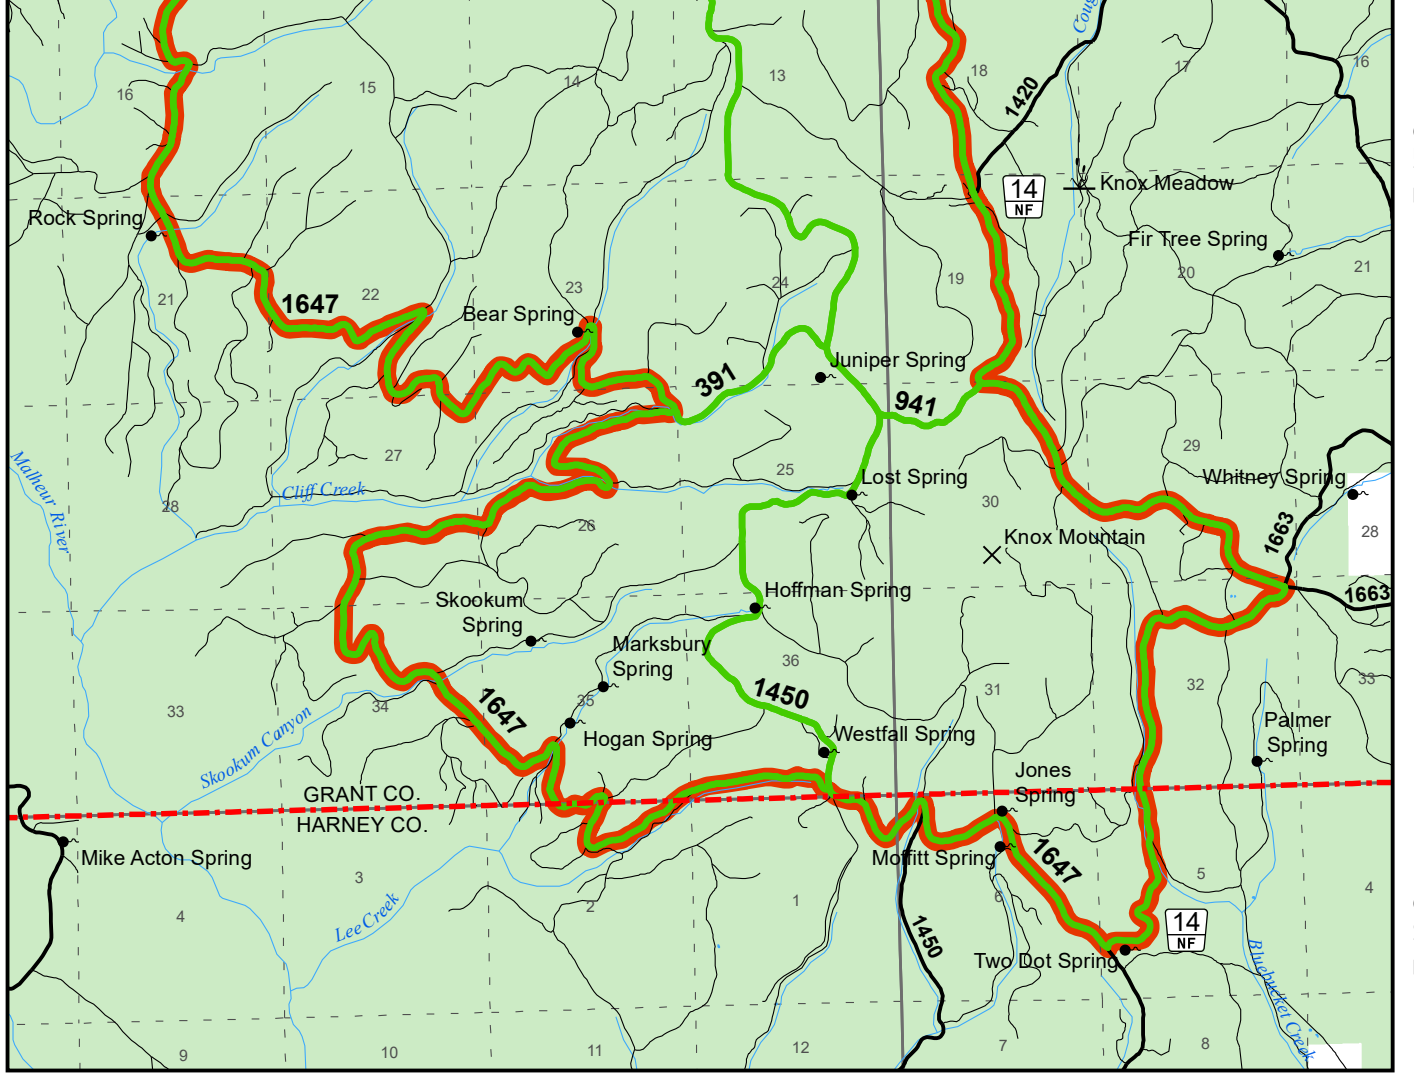 Coug
16
15
14
13
18
17
16
1420
14
NF
Knox Meadow
Rock Spring
Fir Tree Spring
21
22
23
24
19
20
21
1647
Bear Spring
Juniper Spring
391
941
Malheur River
27
28
Cliff Creek
25
Lost Spring
29
Whitney Spring
30
26
Knox Mountain
1663
28
1663
Skookum
Spring
Hoffman Spring
Marksbury
Spring
36
31
32
33
33
34
35
1647
1450
Skookum Canyon
Hogan Spring
Westfall Spring
Palmer
Spring
Jones
Spring
GRANT CO.
HARNEY CO.
Mike Acton Spring
Moffitt Spring
1647
3
4
2
1
6
5
4
Lee Creek
1450
14
NF
Two Dot Spring
Bluebucket Creek
9
10
11
12
7
8